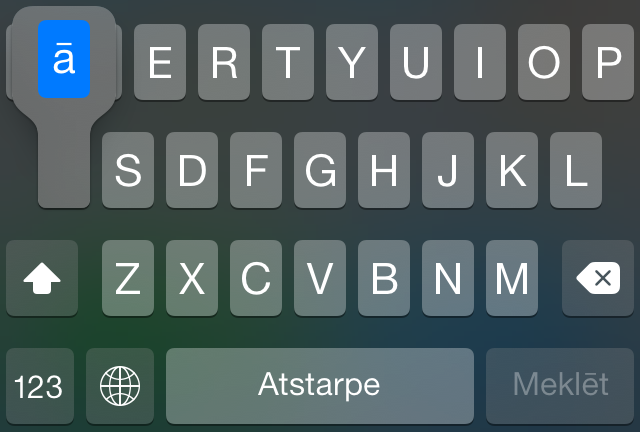 ā E R T Y U I O P
S D F G H J K L
Z X C V B N M
123 Atstarpe Meklēt